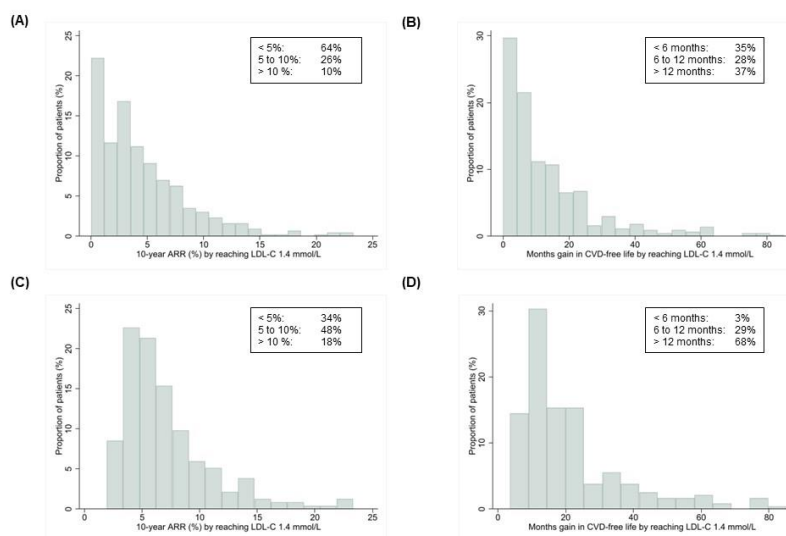 (A)
Proportion of patients (%)
0 5 10 15 20 25
< 5%: 64%
5 to 10%: 26%
> 10 %: 10%
0 5 10 15 20 25
10-year ARR (%) by reaching LDL-C 1.4 mmol/L
(B)
Proportion of patients (%)
0 10 20 30
< 6 months: 35%
6 to 12 months: 28%
> 12 months: 37%
0 20 40 60 80
Months gain in CVD-free life by reaching LDL-C 1.4 mmol/L
(C)
Proportion of patients (%)
0 5 10 15 20 25
< 5%: 34%
5 to 10%: 48%
> 10 %: 18%
0 5 10 15 20 25
10-year ARR (%) by reaching LDL-C 1.4 mmol/L
(D)
Proportion of patients (%)
0 10 20 30
< 6 months: 3%
6 to 12 months: 29%
> 12 months: 68%
0 20 40 60 80
Months gain in CVD-free life by reaching LDL-C 1.4 mmol/L